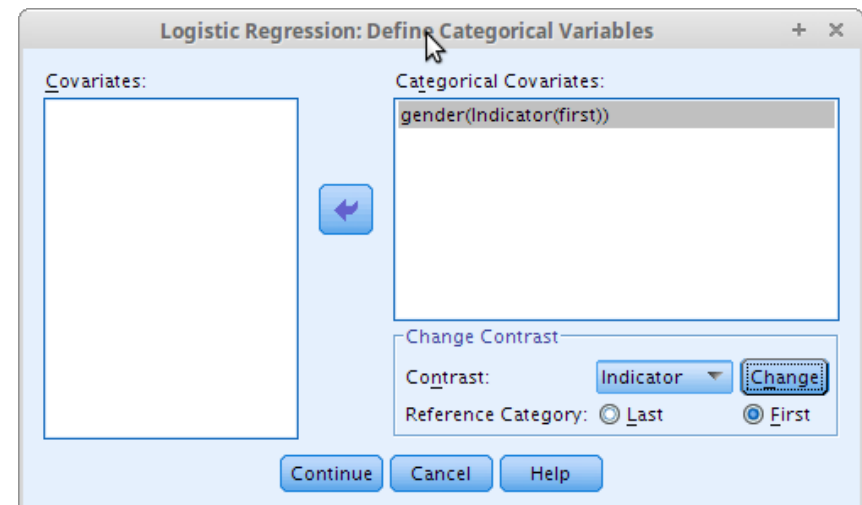 Logistic Regression: Define Categorical Variables
Covariates:
Categorical Covariates:
gender(Indicator(first))
Change Contrast
Contrast: Indicator Change
Reference Category: Last First
Continue Cancel Help